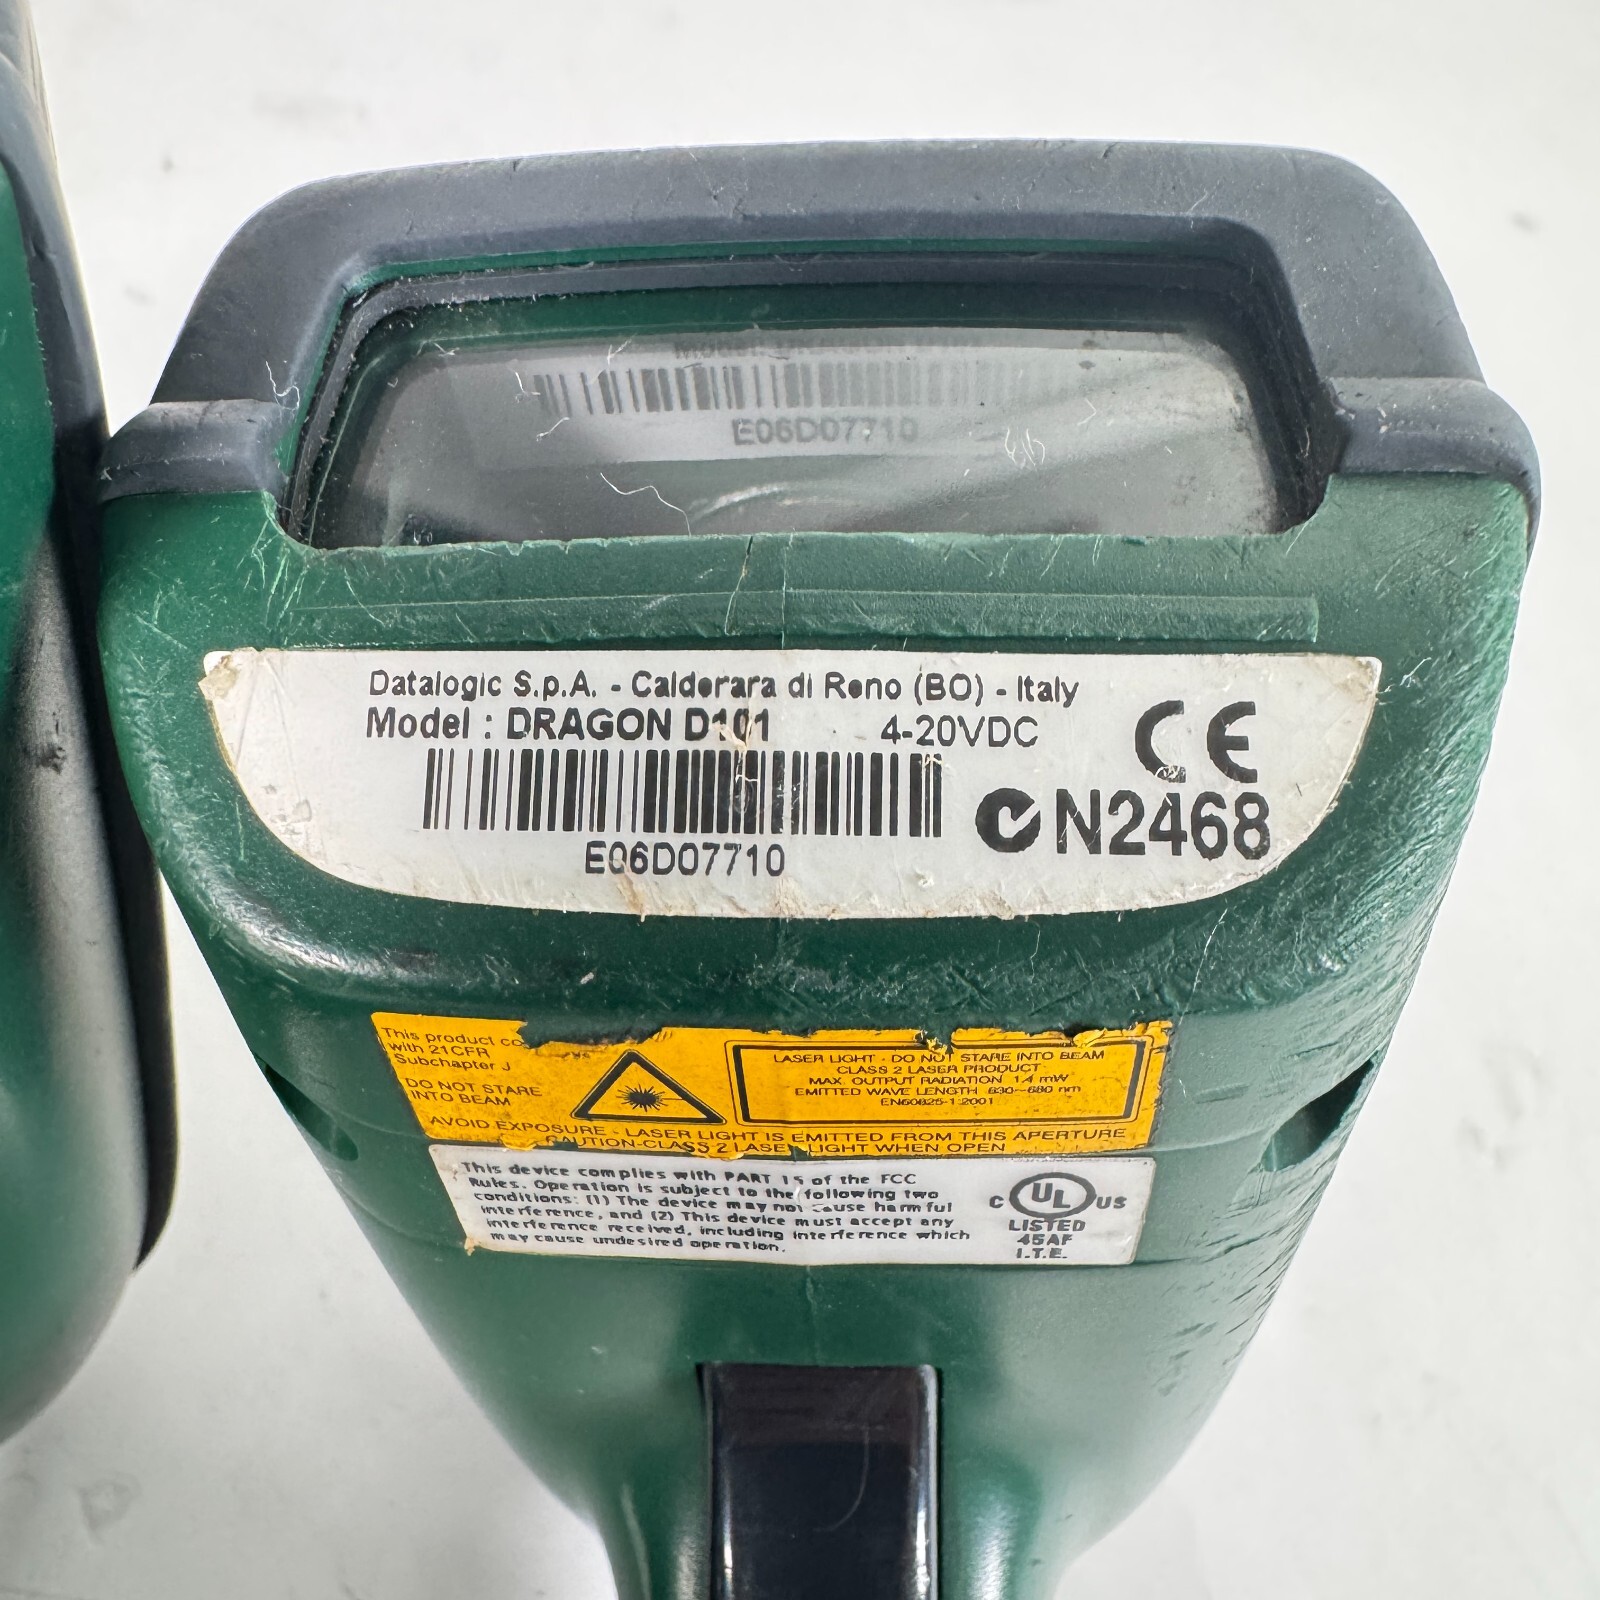 E06D07710
Datalogic S.p.A. - Calderara di Reno (BO) - Italy
Model : DRAGON D101 4-20VDC
CE
N2468
E06D07710
This product co
with 21CFR
Subchapter J
DO NOT STARE
INTO BEAM
LASER LIGHT - DO NOT STARE INTO BEAM
CLASS 2 LASER PRODUCT
MAX. OUTPUT RADIATION 1,4 mW
EMITTED WAVE LENGTH 630~680 nm
EN60825-1:2001
AVOID EXPOSURE - LASER LIGHT IS EMITTED FROM THIS APERTURE
CAUTION-CLASS 2 LASER LIGHT WHEN OPEN
This device complies with PART 15 of the FCC
Rules. Operation is subject to the following two
conditions: (1) The device may not cause harmful
interference, and (2) This device must accept any
interference received, including interference which
may cause undesired operation.
C UL US
LISTED
45AF
I.T.E.